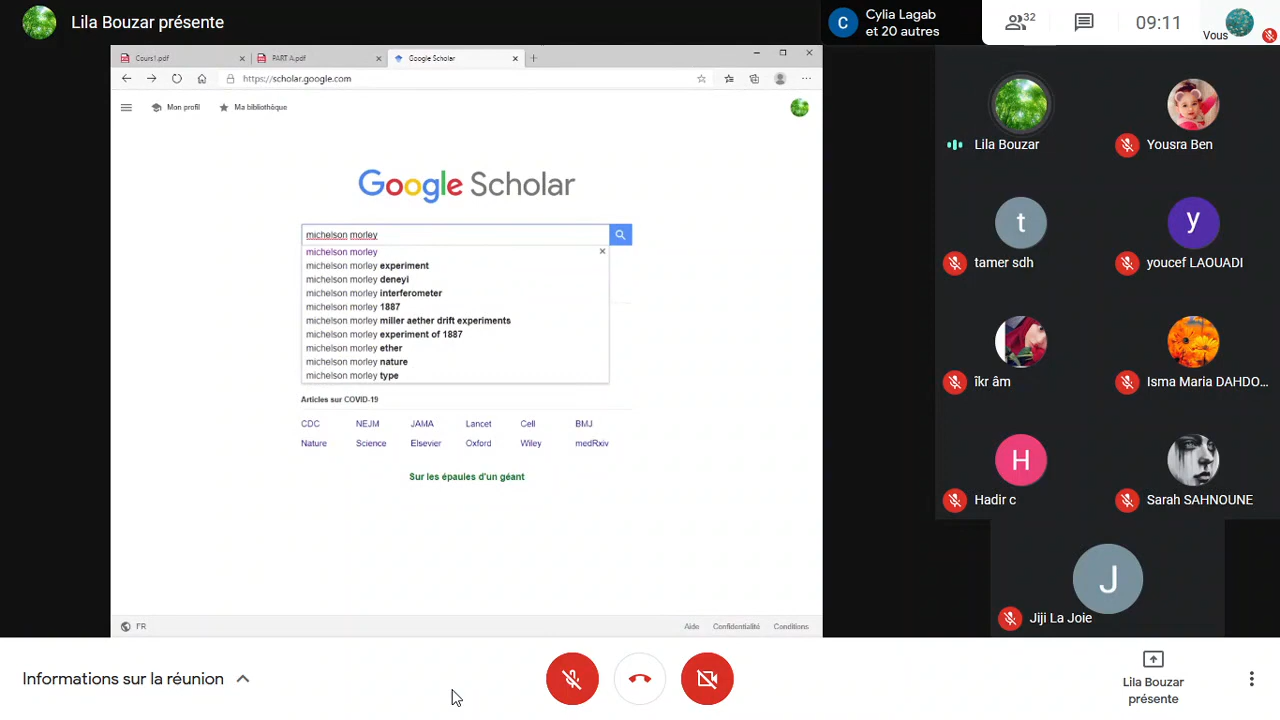 Lila Bouzar présente
C
Cylia Lagab
et 20 autres
32
09:11
Vous
Cours1.pdf
PART A.pdf
Google Scholar
https://scholar.google.com
Mon profil
Ma bibliothèque
Google Scholar
michelson morley
michelson morley
michelson morley experiment
michelson morley deneyi
michelson morley interferometer
michelson morley 1887
michelson morley miller aether drift experiments
michelson morley experiment of 1887
michelson morley ether
michelson morley nature
michelson morley type
Articles sur COVID-19
CDC NEJM JAMA Lancet Cell BMJ
Nature Science Elsevier Oxford Wiley medRxiv
Sur les épaules d'un géant
FR
Aide Confidentialité Conditions
Lila Bouzar
Yousra Ben
t
tamer sdh
y
youcef LAOUADI
îkr âm
Isma Maria DAHDO...
H
Hadir c
Sarah SAHNOUNE
J
Jiji La Joie
Informations sur la réunion
Lila Bouzar
présente